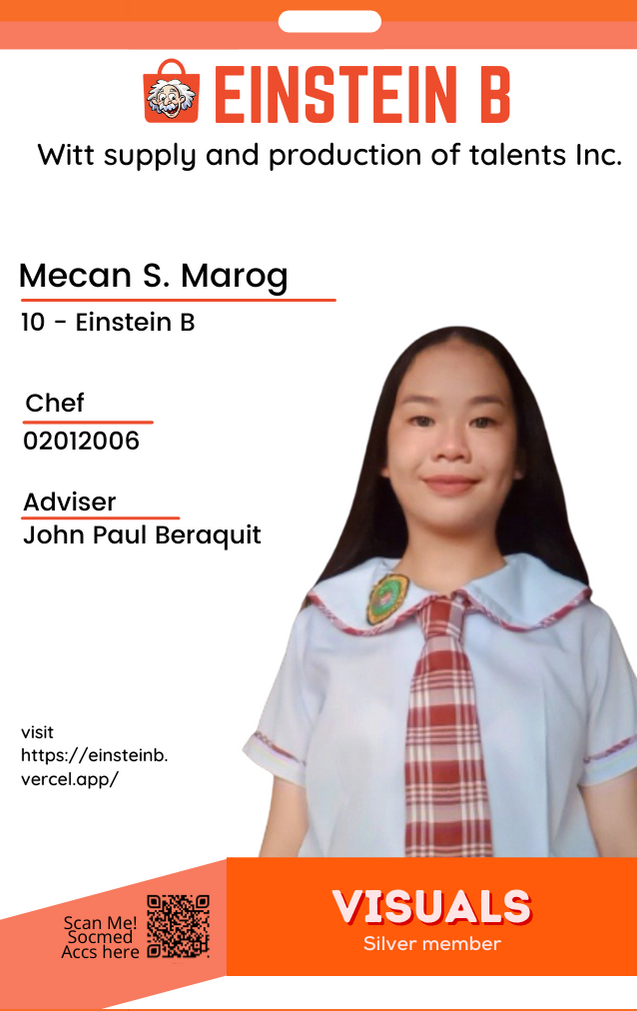 EINSTEIN B
Witt supply and production of talents Inc.
Mecan S. Marog
10 - Einstein B
Chef
02012006
Adviser
John Paul Beraquit
visit
https://einsteinb.
vercel.app/
Scan Me!
Socmed
Accs here
VISUALS
Silver member